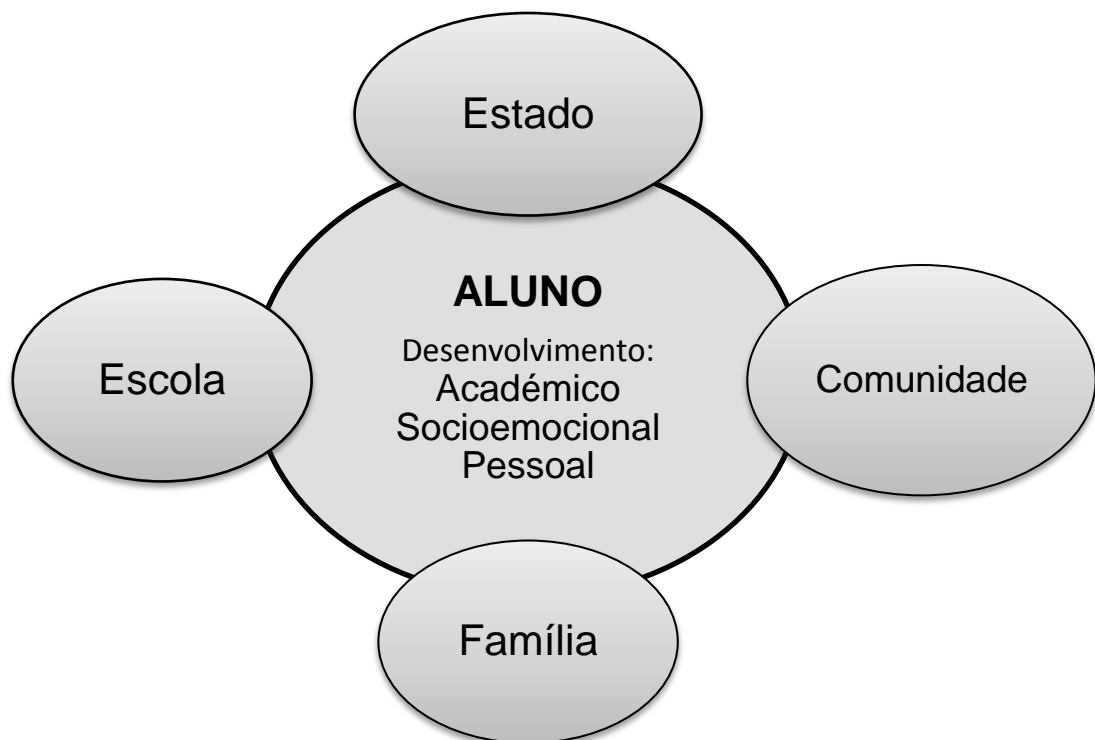 Estado
ALUNO
Desenvolvimento:
Académico
Socioemocional
Pessoal
Escola
Comunidade
Família